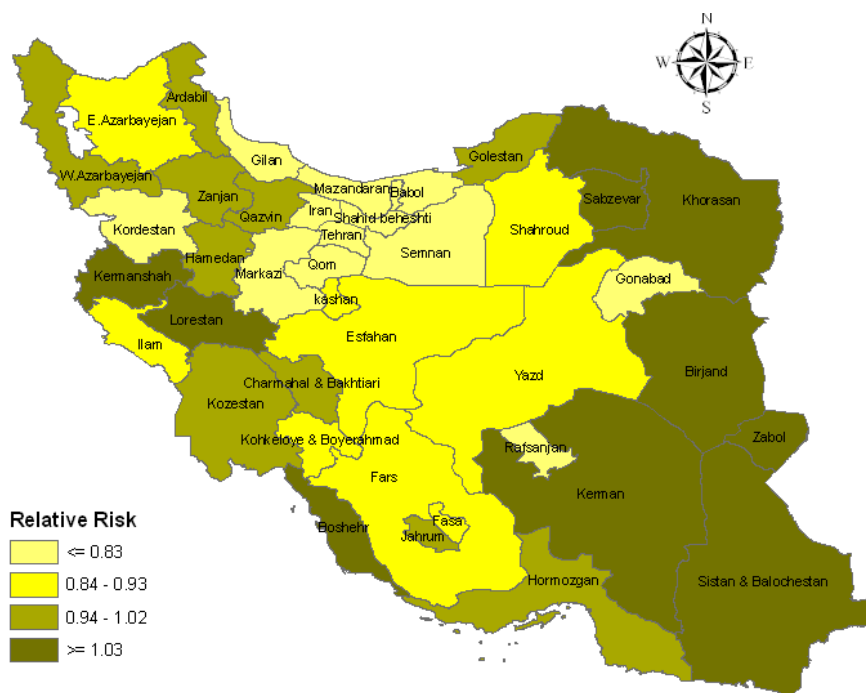 N
W E
S
Ardabil
E.Azarbayejan
Gilan
Golestan
W.Azarbayejan
Zanjan
Mazandaran
Babol
Sabzevar
Khorasan
Qazvin
Iran
Shahid-beheshti
Kordestan
Tehran
Shahroud
Hamedan
Semnan
Kermanshah
Markazi
Qom
Gonabad
kashan
Lorestan
Ilam
Esfahan
Yazd
Birjand
Charmahal & Bakhtiari
Kozestan
Kohkeloye & Boyerahmad
Zabol
Rafsanjan
Fars
Kerman
Boshehr
Fasa
Jahrum
Hormozgan
Sistan & Balochestan
Relative Risk
<= 0.83
0.84 - 0.93
0.94 - 1.02
>= 1.03